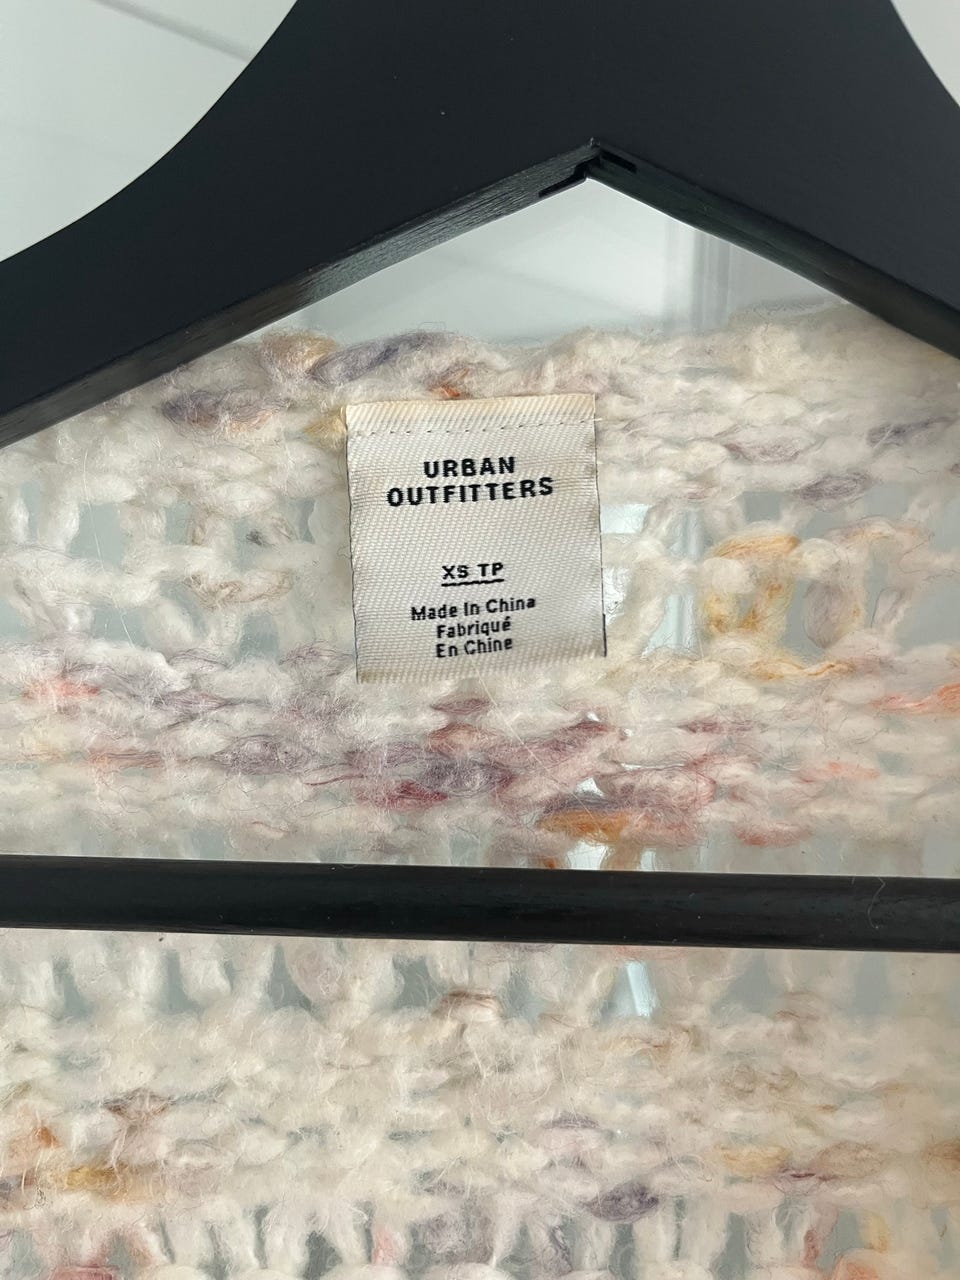 URBAN
OUTFITTERS
XS TP
Made In China
Fabriqué
En Chine